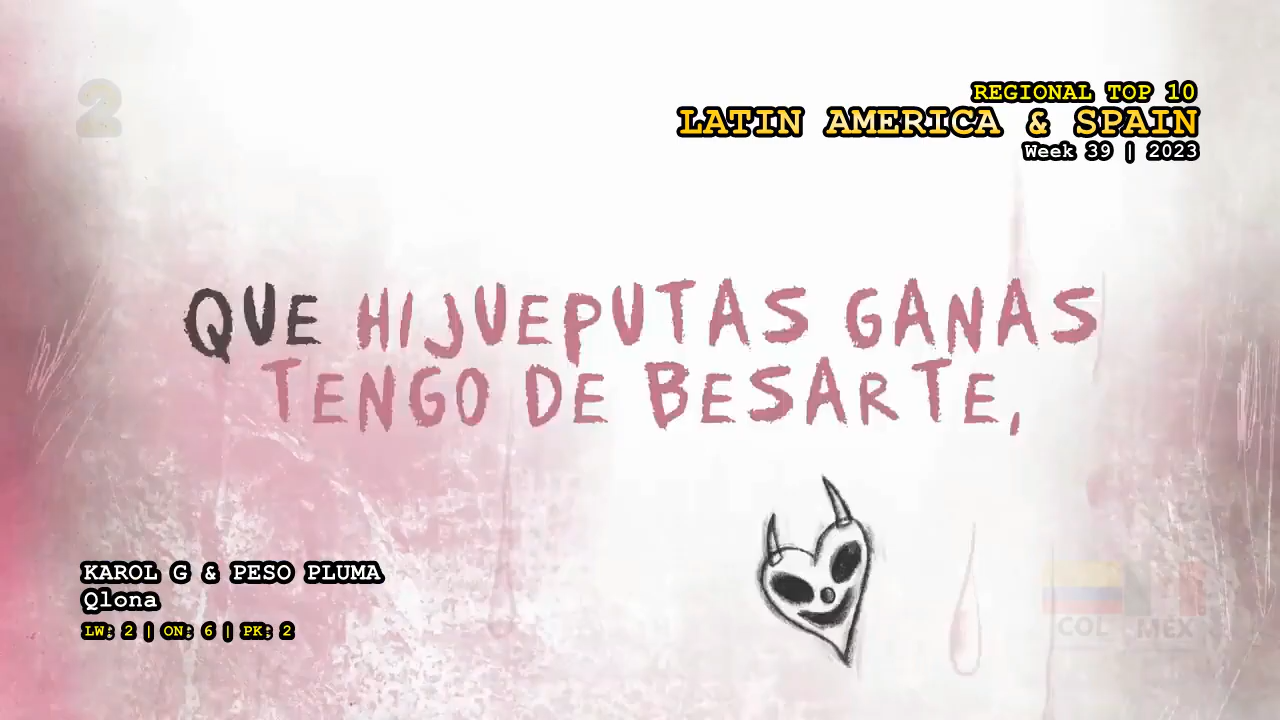 2
REGIONAL TOP 10
LATIN AMERICA & SPAIN
Week 39 | 2023
QUE HIJUEPUTAS GANAS
TENGO DE BESARTE,
KAROL G & PESO PLUMA
Qlona
LW: 2 | ON: 6 | PK: 2
COL MEX